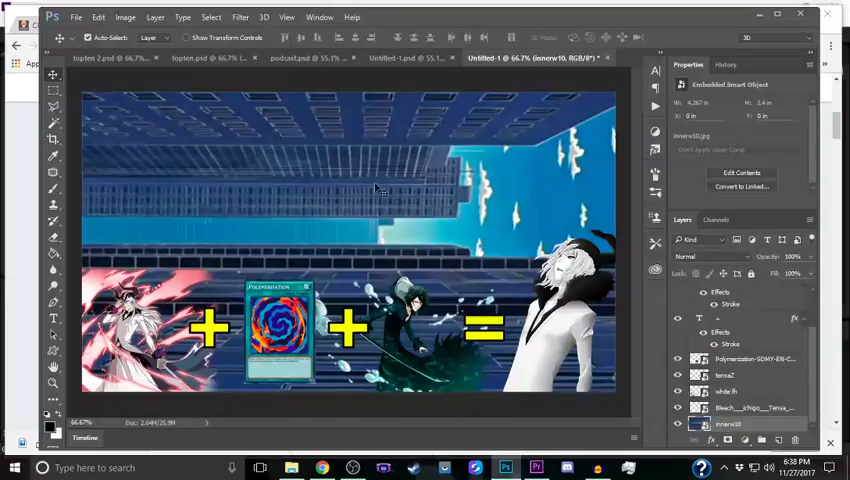 Ps File Edit Image Layer Type Select Filter 3D View Window Help
Auto-Select: Layer Show Transform Controls 3D
topten 2.psd @ 66.7%... × topten.psd @ 66.7% (... × podcast.psd @ 55.1%... × Untitled-1.psd @ 55.1... × Untitled-1 @ 66.7% (innerw10, RGB/8*) * ×
Properties History
Embedded Smart Object
W: 4.267 in H: 2.4 in
X: 0 in Y: 0 in
innerw10.jpg
Don't Apply Layer Comp
Edit Contents
Convert to Linked...
Layers Channels
Kind
Normal Opacity: 100%
Lock: Fill: 100%
Effects
Stroke
T + fx
Effects
Stroke
Polymerization-SDMY-EN-C...
tensaZ
white fh
Bleach__ichigo__Tensa_...
innerw10
POLYMERIZATION
+ + =
66.67% Doc: 2.64M/25.9M
Timeline
Type here to search
6:38 PM
11/27/2017